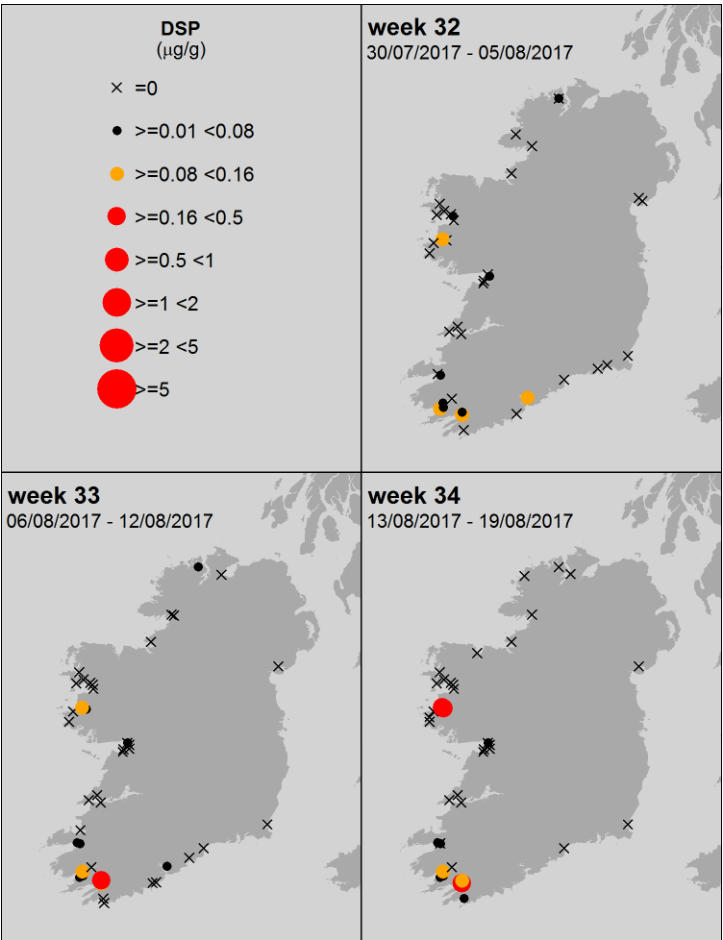 DSP
(µg/g)
=0
>=0.01 <0.08
>=0.08 <0.16
>=0.16 <0.5
>=0.5 <1
>=1 <2
>=2 <5
>=5
week 32
30/07/2017 - 05/08/2017
week 33
06/08/2017 - 12/08/2017
week 34
13/08/2017 - 19/08/2017